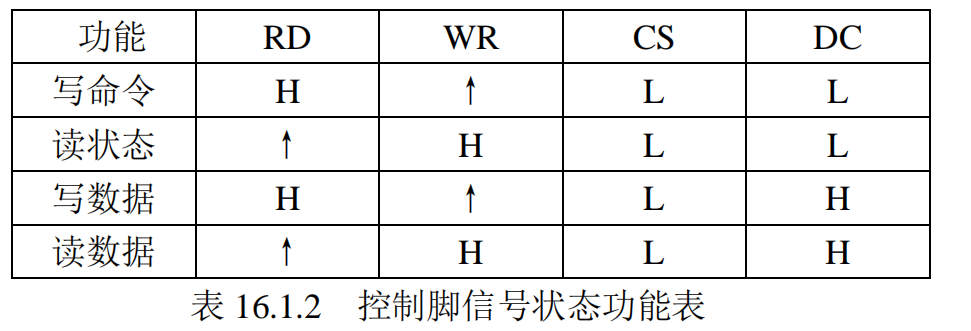 功能 RD WR CS DC
写命令 H ↑ L L
读状态 ↑ H L L
写数据 H ↑ L H
读数据 ↑ H L H
表 16.1.2 控制脚信号状态功能表